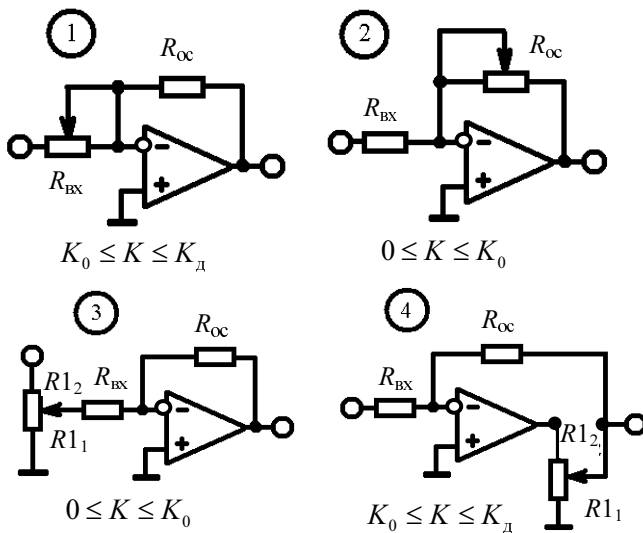 1
2
R_ос
R_ос
R_вх
R_вх
K_0 ≤ K ≤ K_д
0 ≤ K ≤ K_0
3
4
R_ос
R_ос
R1_2
R_вх
R_вх
R1_1
R1_2
R1_1
0 ≤ K ≤ K_0
K_0 ≤ K ≤ K_д